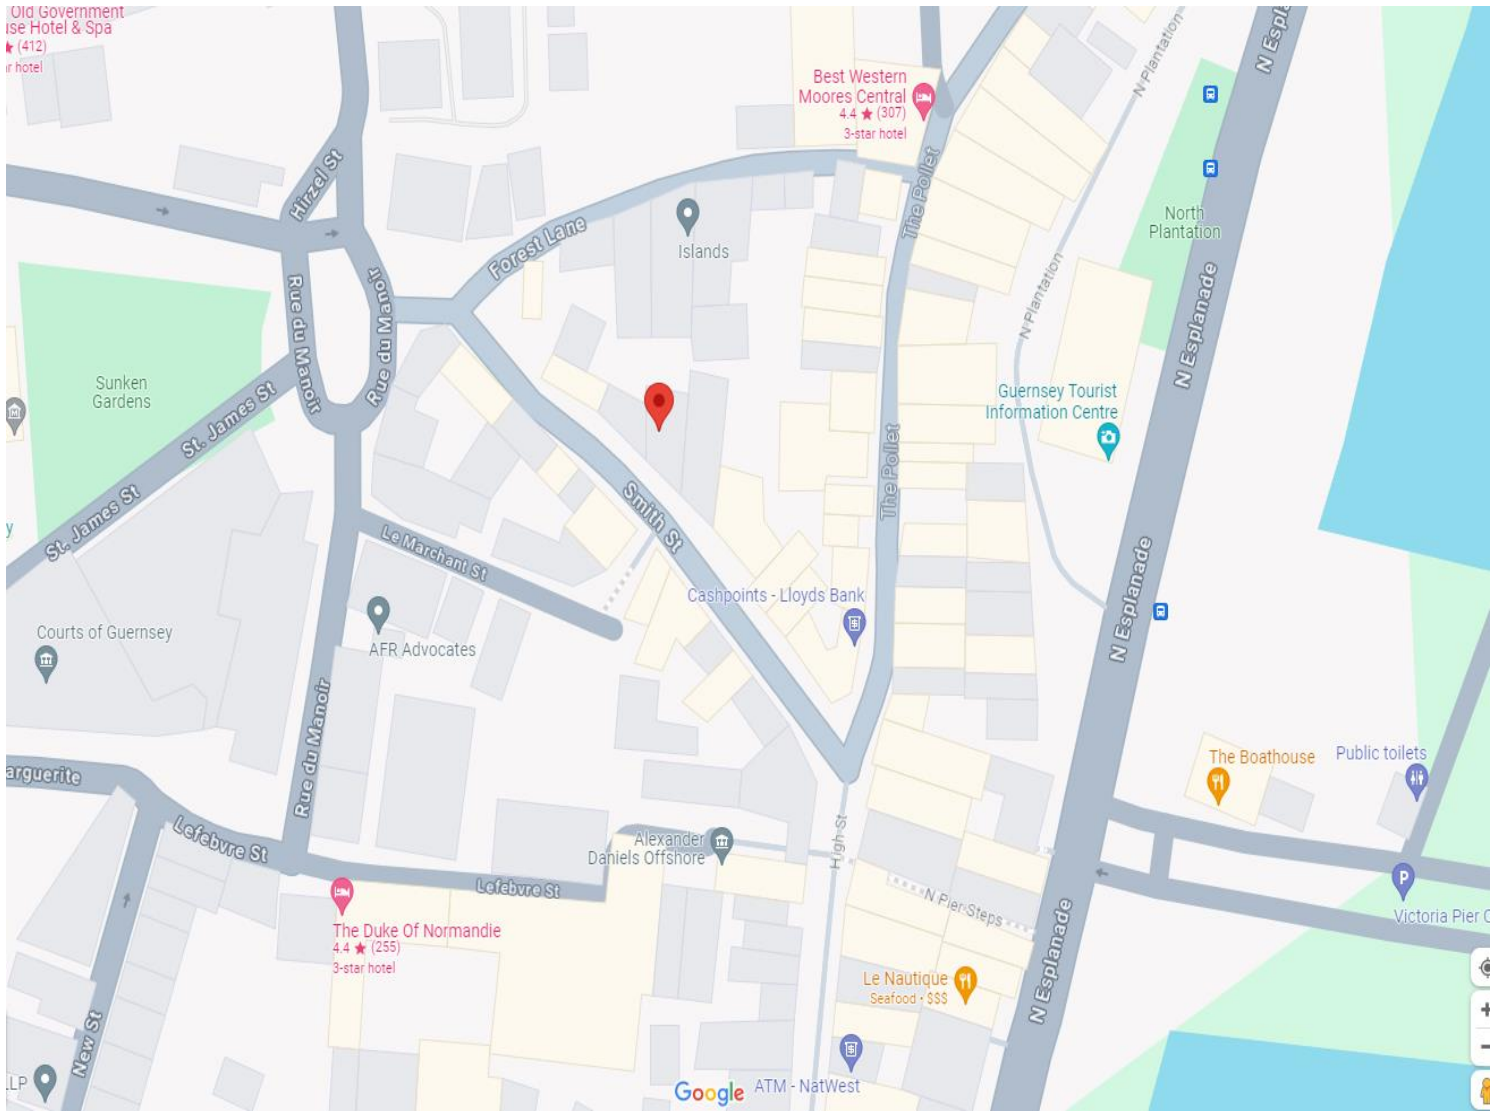 Old Government
use Hotel & Spa
★ (412)
ar hotel
Best Western
Moores Central
4.4 ★ (307)
3-star hotel
N Plantation
N Espl
Hirzel St
Forest Lane
The Pollet
North
Plantation
Islands
Rue du Manoir
Rue du Manoir
N Plantation
N Esplanade
Sunken
Gardens
St. James St
Guernsey Tourist
Information Centre
The Pollet
Smith St
y
St. James St
Le Marchant St
N Esplanade
Cashpoints - Lloyds Bank
Courts of Guernsey
AFR Advocates
Rue du Manoir
The Boathouse
Public toilets
arguerite
Lefebvre St
Alexander
Daniels Offshore
High St
Lefebvre St
N Pier Steps
P
Victoria Pier C
The Duke Of Normandie
4.4 ★ (255)
3-star hotel
N Esplanade
Le Nautique
Seafood • $$$
New St
LLP
Google
ATM - NatWest